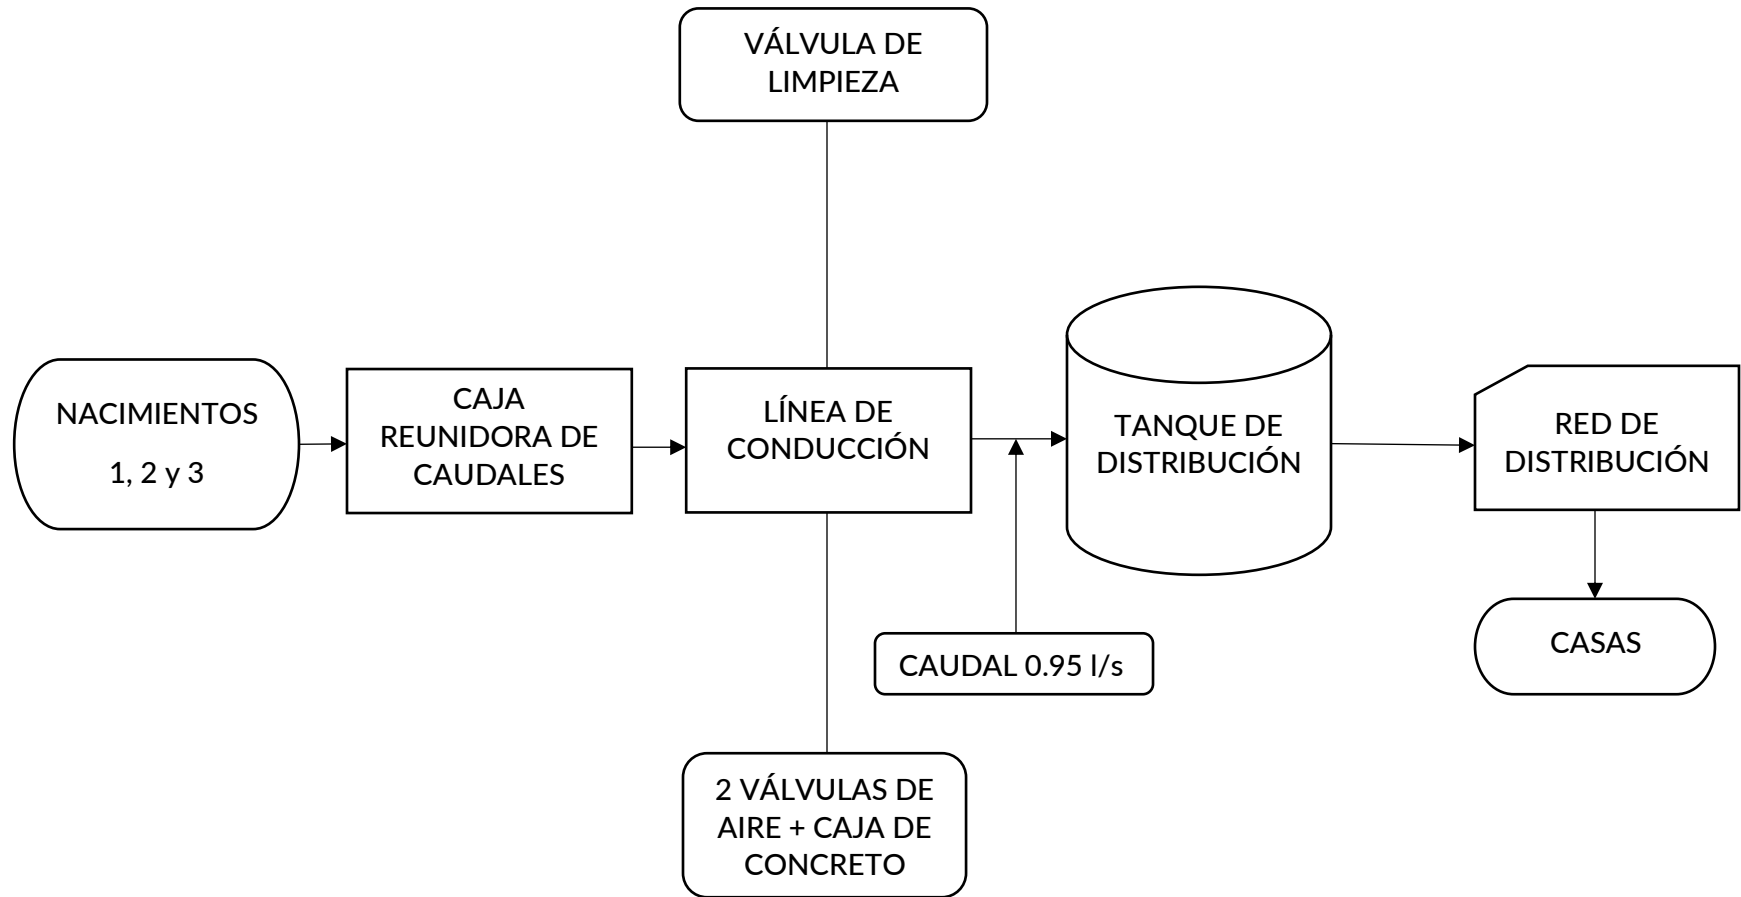 VÁLVULA DE
LIMPIEZA
NACIMIENTOS
1, 2 y 3
CAJA
REUNIDORA DE
CAUDALES
LÍNEA DE
CONDUCCIÓN
TANQUE DE
DISTRIBUCIÓN
RED DE
DISTRIBUCIÓN
CAUDAL 0.95 l/s
CASAS
2 VÁLVULAS DE
AIRE + CAJA DE
CONCRETO